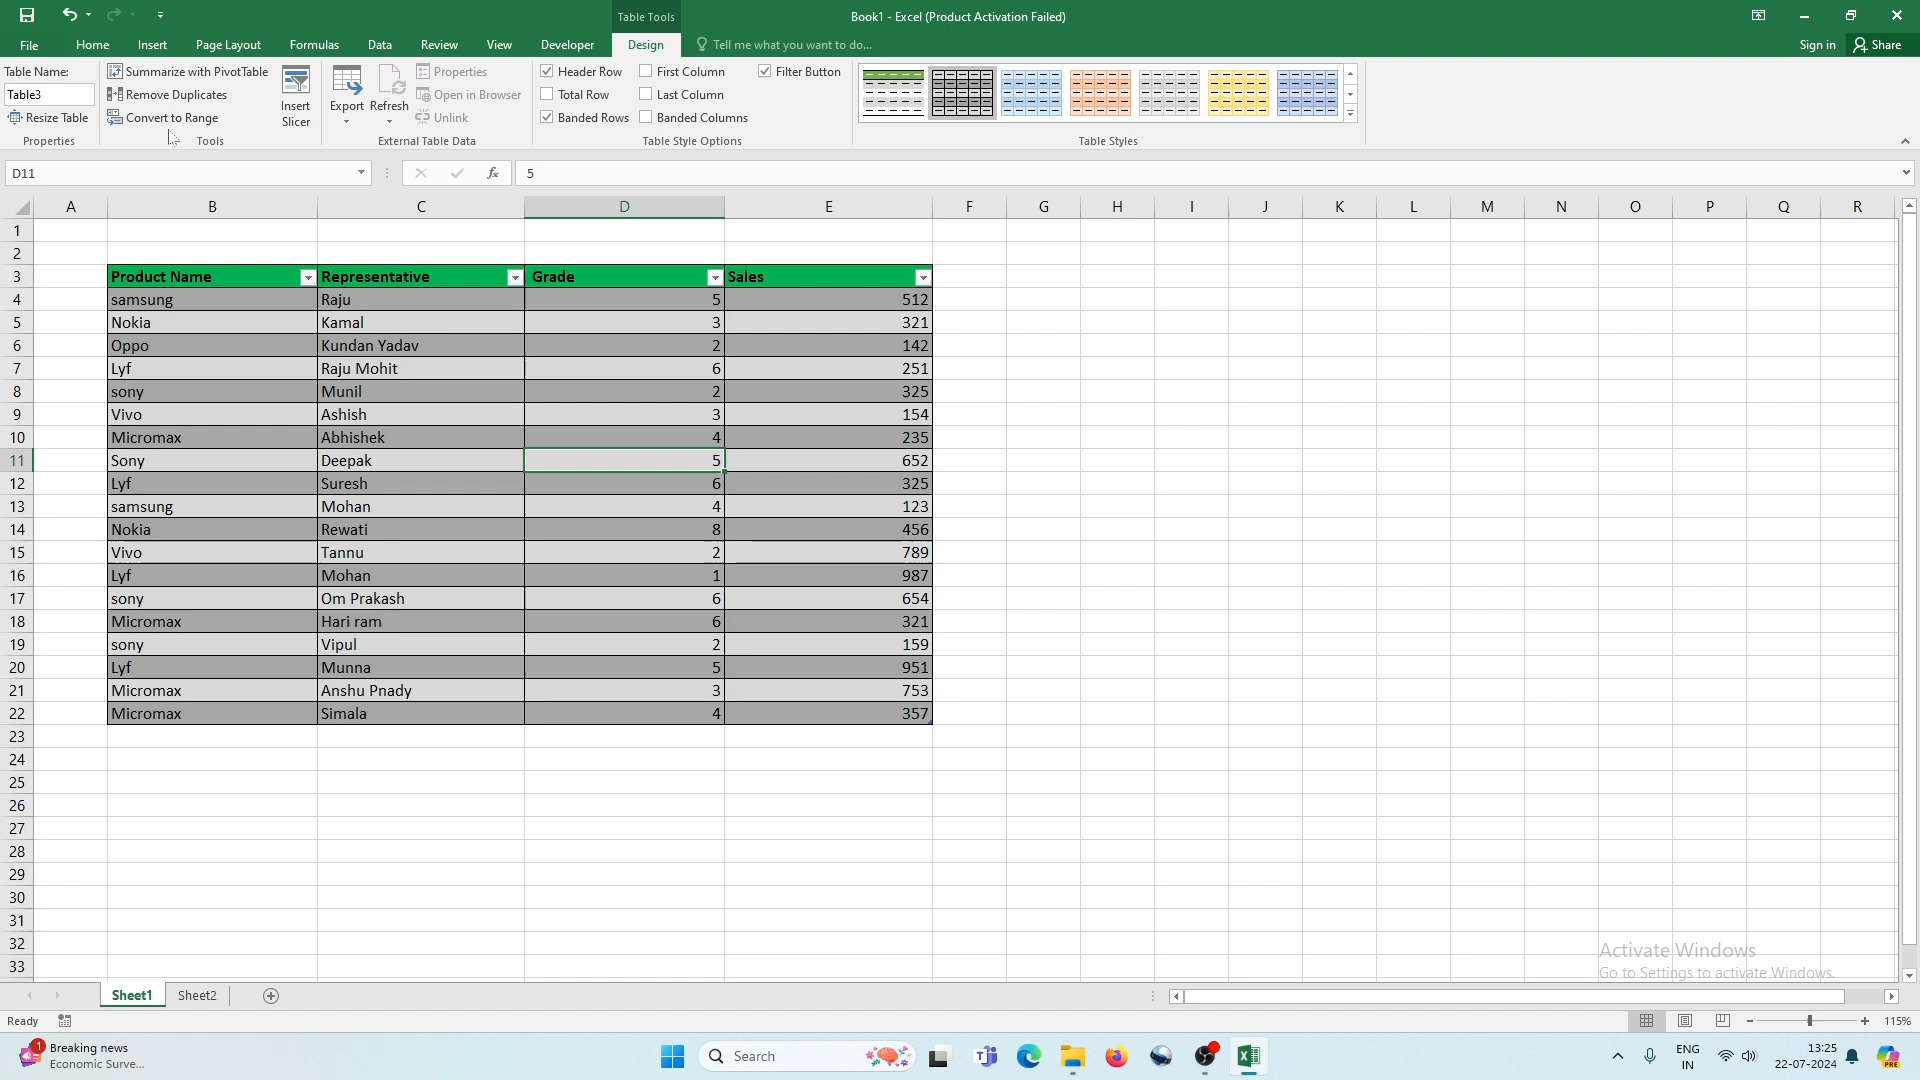 Table Tools
Book1 - Excel (Product Activation Failed)
File Home Insert Page Layout Formulas Data Review View Developer Design Tell me what you want to do... Sign in Share
Table Name:
Table3
Resize Table
Properties
Summarize with PivotTable
Remove Duplicates
Convert to Range
Tools
Insert
Slicer
Export Refresh
Properties
Open in Browser
Unlink
External Table Data
Header Row First Column Filter Button
Total Row Last Column
Banded Rows Banded Columns
Table Style Options
Table Styles
D11 fx 5
A B C D E F G H I J K L M N O P Q R
1
2
3 Product Name Representative Grade Sales
4 samsung Raju 5 512
5 Nokia Kamal 3 321
6 Oppo Kundan Yadav 2 142
7 Lyf Raju Mohit 6 251
8 sony Munil 2 325
9 Vivo Ashish 3 154
10 Micromax Abhishek 4 235
11 Sony Deepak 5 652
12 Lyf Suresh 6 325
13 samsung Mohan 4 123
14 Nokia Rewati 8 456
15 Vivo Tannu 2 789
16 Lyf Mohan 1 987
17 sony Om Prakash 6 654
18 Micromax Hari ram 6 321
19 sony Vipul 2 159
20 Lyf Munna 5 951
21 Micromax Anshu Pnady 3 753
22 Micromax Simala 4 357
23
24
25
26
27
28
29
30
31
32
33
Activate Windows
Go to Settings to activate Windows.
Sheet1 Sheet2
Ready 115%
1
Breaking news
Economic Surve...
Search
ENG
IN
13:25
22-07-2024
PRE